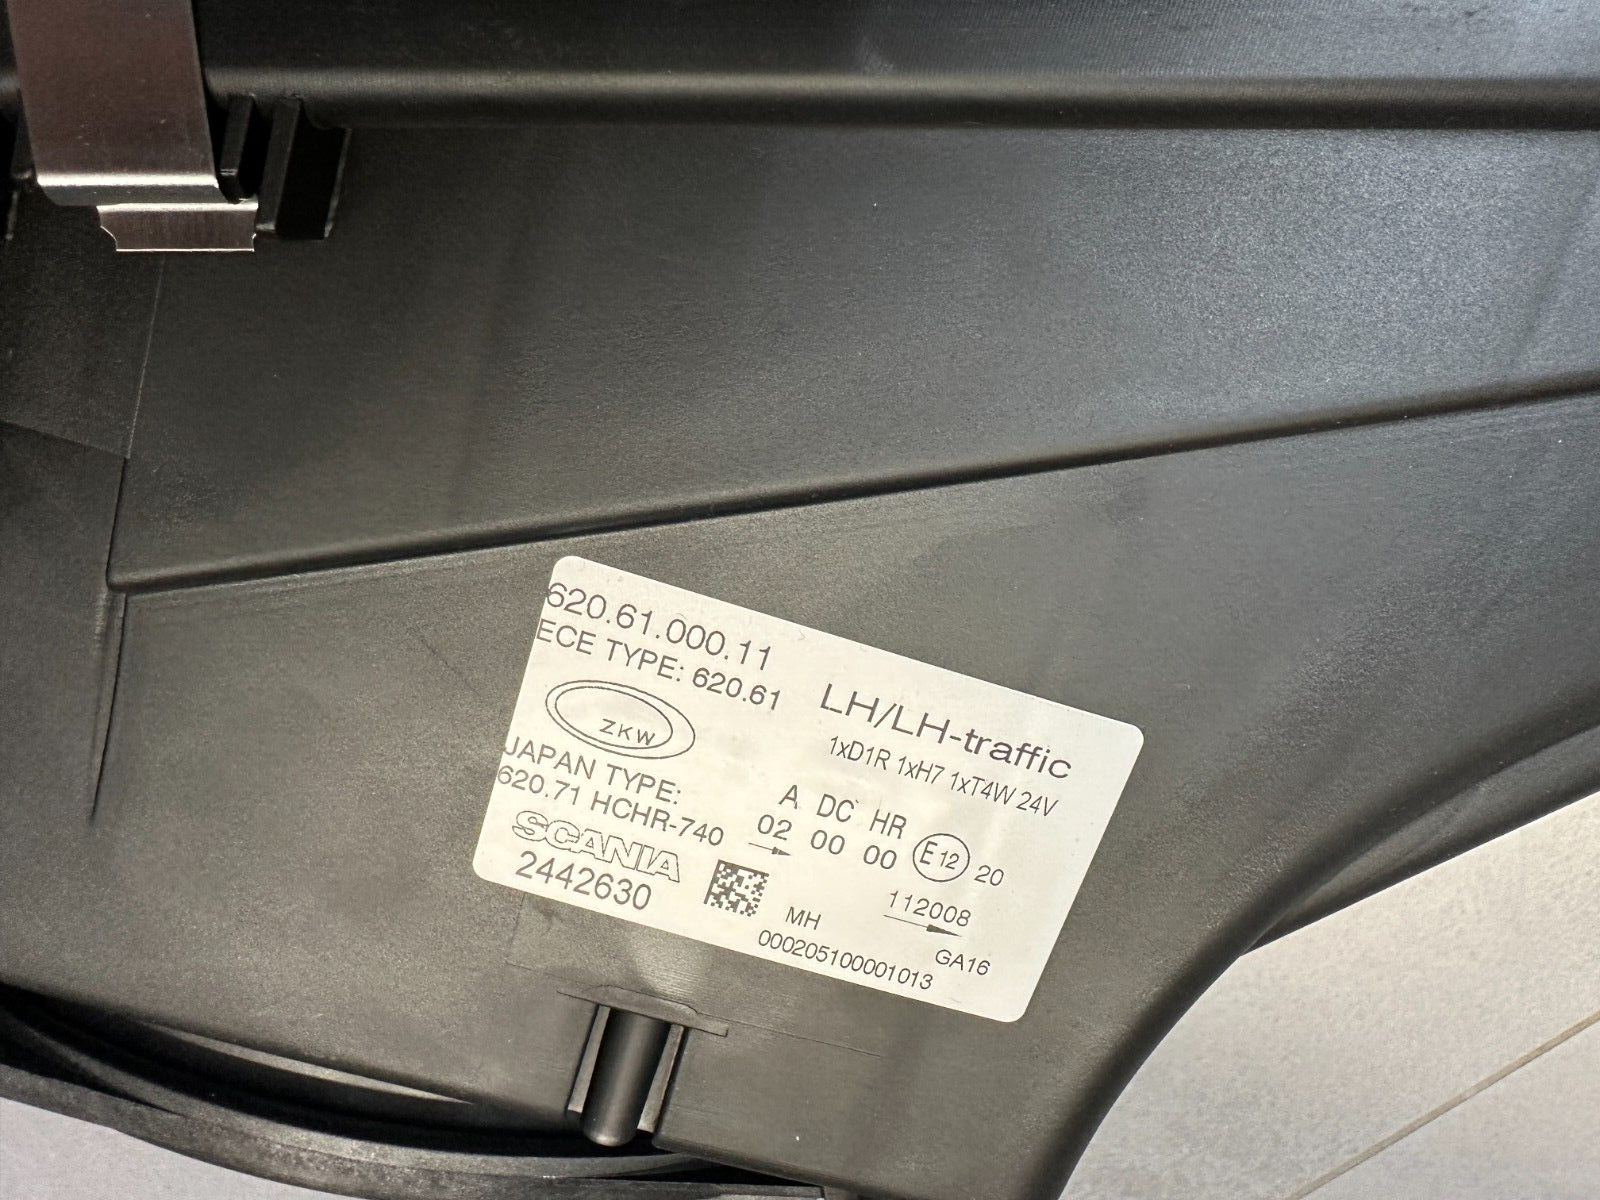 620.61.000.11
ECE TYPE: 620.61
ZKW
JAPAN TYPE:
620.71 HCHR-740
SCANIA
2442630
LH/LH-traffic
1xD1R 1xH7 1xT4W 24V
A DC HR
02 00 00 E12 20
112008
MH
GA16
000205100001013